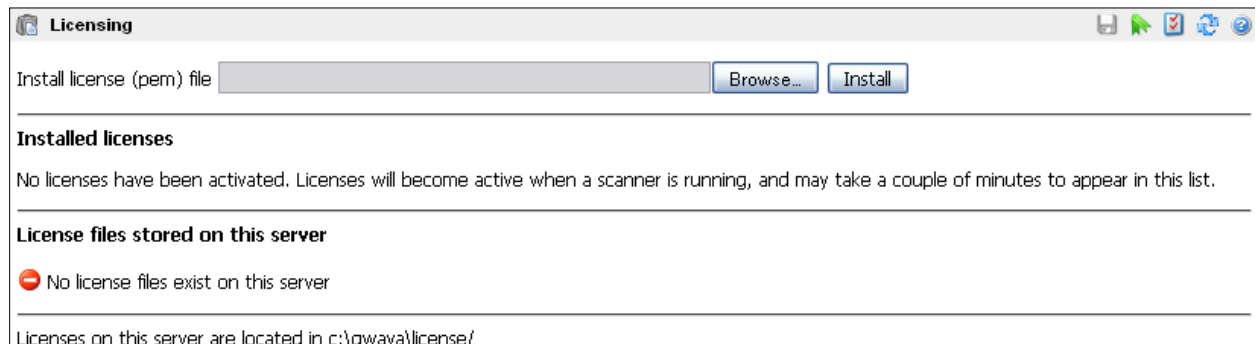 Licensing
Install license (pem) file Browse... Install
Installed licenses
No licenses have been activated. Licenses will become active when a scanner is running, and may take a couple of minutes to appear in this list.
License files stored on this server
No license files exist on this server
Licenses on this server are located in c:\gwava\license/